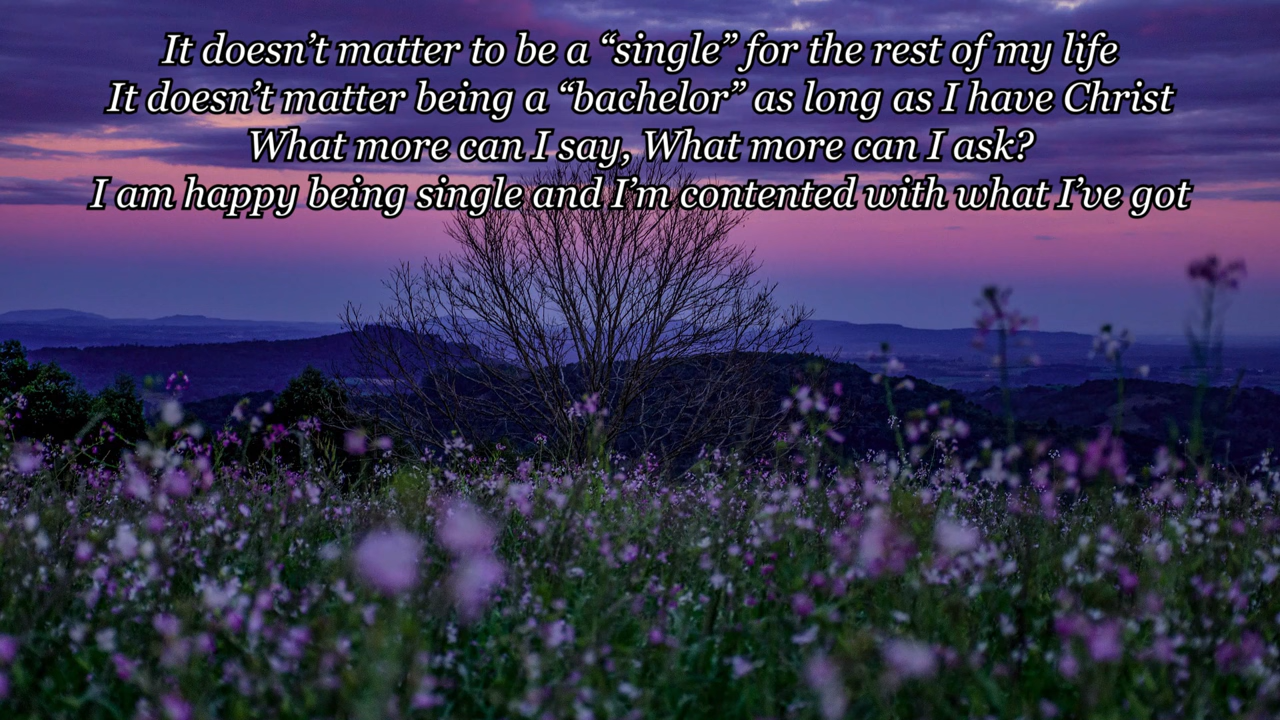 It doesn’t matter to be a “single” for the rest of my life
It doesn’t matter being a “bachelor” as long as I have Christ
What more can I say, What more can I ask?
I am happy being single and I’m contented with what I’ve got